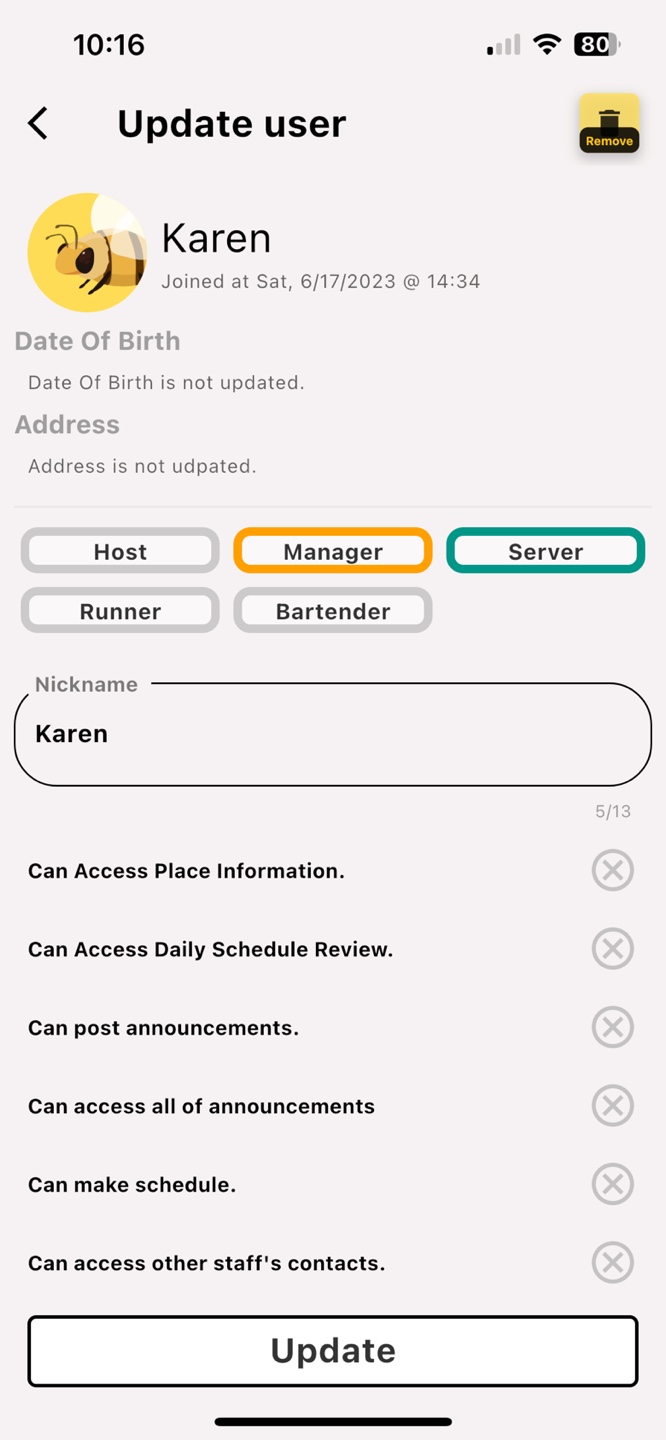 10:16
80
Update user
Remove
Karen
Joined at Sat, 6/17/2023 @ 14:34
Date Of Birth
Date Of Birth is not updated.
Address
Address is not udpated.
Host Manager Server
Runner Bartender
Nickname
Karen
5/13
Can Access Place Information.
Can Access Daily Schedule Review.
Can post announcements.
Can access all of announcements
Can make schedule.
Can access other staff's contacts.
Update